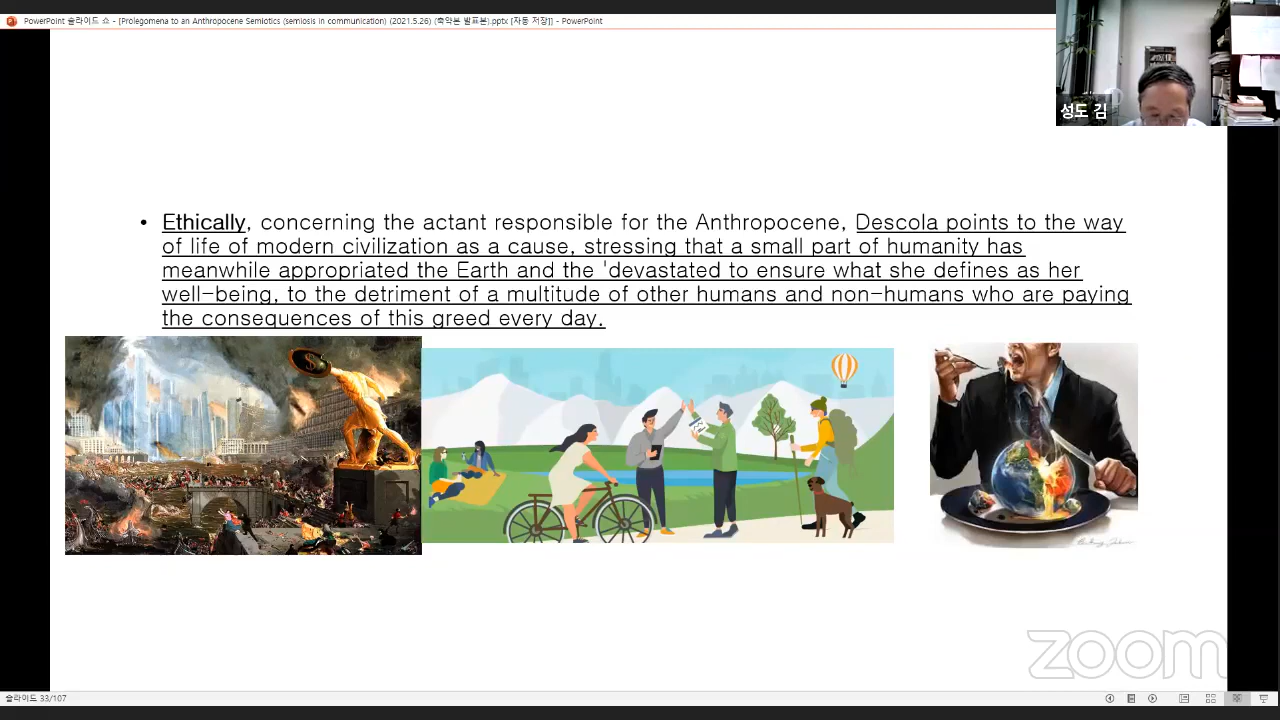 PowerPoint 슬라이드 쇼 - [Prolegomena to an Anthropocene Semiotics (semiosis in communication) (2021.5.26) (축약본 발표본).pptx [자동 저장]] - PowerPoint
성도 김
• Ethically, concerning the actant responsible for the Anthropocene, Descola points to the way
of life of modern civilization as a cause, stressing that a small part of humanity has
meanwhile appropriated the Earth and the 'devastated to ensure what she defines as her
well-being, to the detriment of a multitude of other humans and non-humans who are paying
the consequences of this greed every day.
zoom
슬라이드 33/107